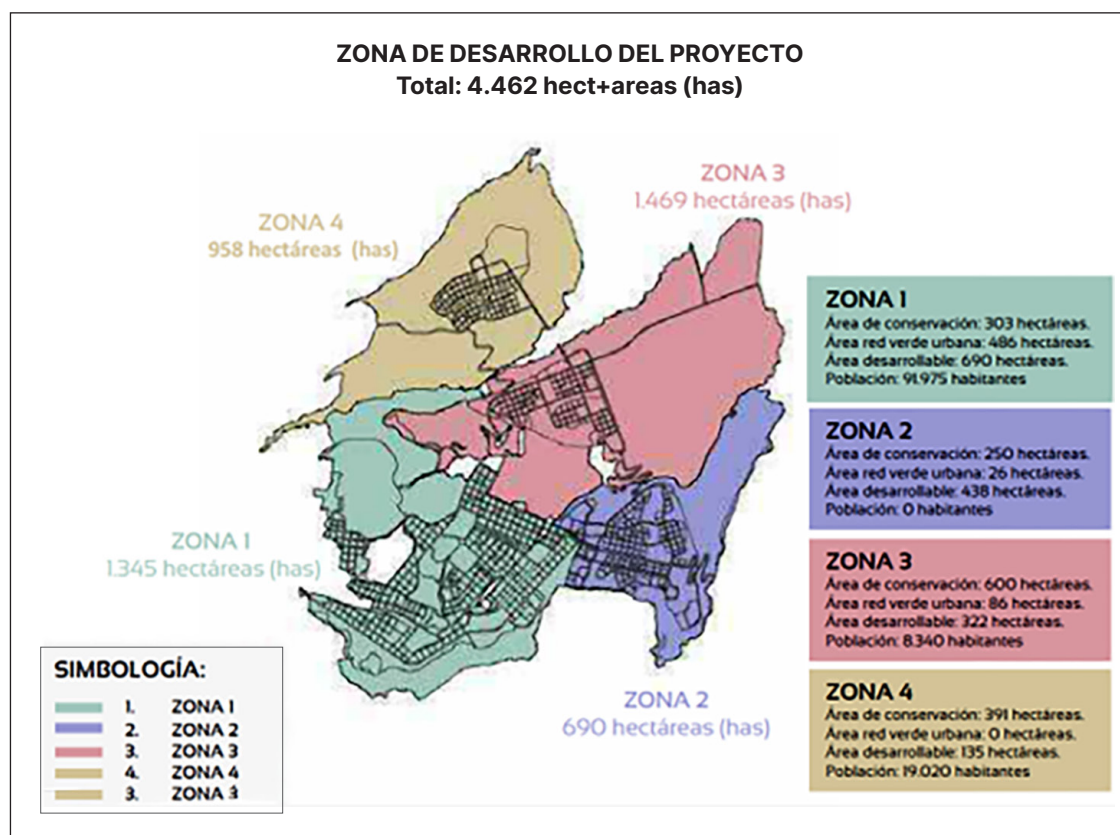 ZONA DE DESARROLLO DEL PROYECTO
Total: 4.462 hect+areas (has)
ZONA 3
1.469 hectáreas (has)
ZONA 4
958 hectáreas (has)
ZONA 1
1.345 hectáreas (has)
ZONA 2
690 hectáreas (has)
ZONA 1
Área de conservación: 303 hectáreas.
Área red verde urbana: 486 hectáreas.
Área desarrollable: 690 hectáreas.
Población: 91.975 habitantes
ZONA 2
Área de conservación: 250 hectáreas.
Área red verde urbana: 26 hectáreas.
Área desarrollable: 438 hectáreas.
Población: 0 habitantes
ZONA 3
Área de conservación: 600 hectáreas.
Área red verde urbana: 86 hectáreas.
Área desarrollable: 322 hectáreas.
Población: 8.340 habitantes
ZONA 4
Área de conservación: 391 hectáreas.
Área red verde urbana: 0 hectáreas.
Área desarrollable: 135 hectáreas.
Población: 19.020 habitantes
SIMBOLOGÍA:
1. ZONA 1
2. ZONA 2
3. ZONA 3
4. ZONA 4
3. ZONA 3